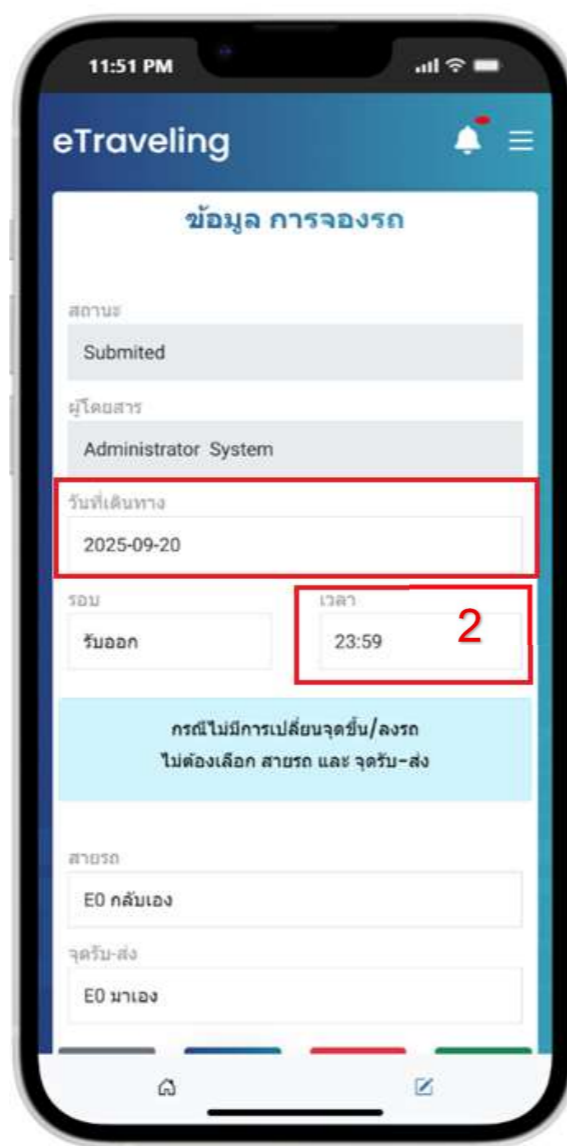 11:51 PM
eTraveling
ข้อมูล การจองรถ
สถานะ
Submited
ผู้โดยสาร
Administrator System
วันที่เดินทาง
2025-09-20
รอบ
เวลา
รับออก
23:59
2
กรณีไม่มีการเปลี่ยนจุดขึ้น/ลงรถ
ไม่ต้องเลือก สายรถ และ จุดรับ-ส่ง
สายรถ
E0 กลับเอง
จุดรับ-ส่ง
E0 มาเอง